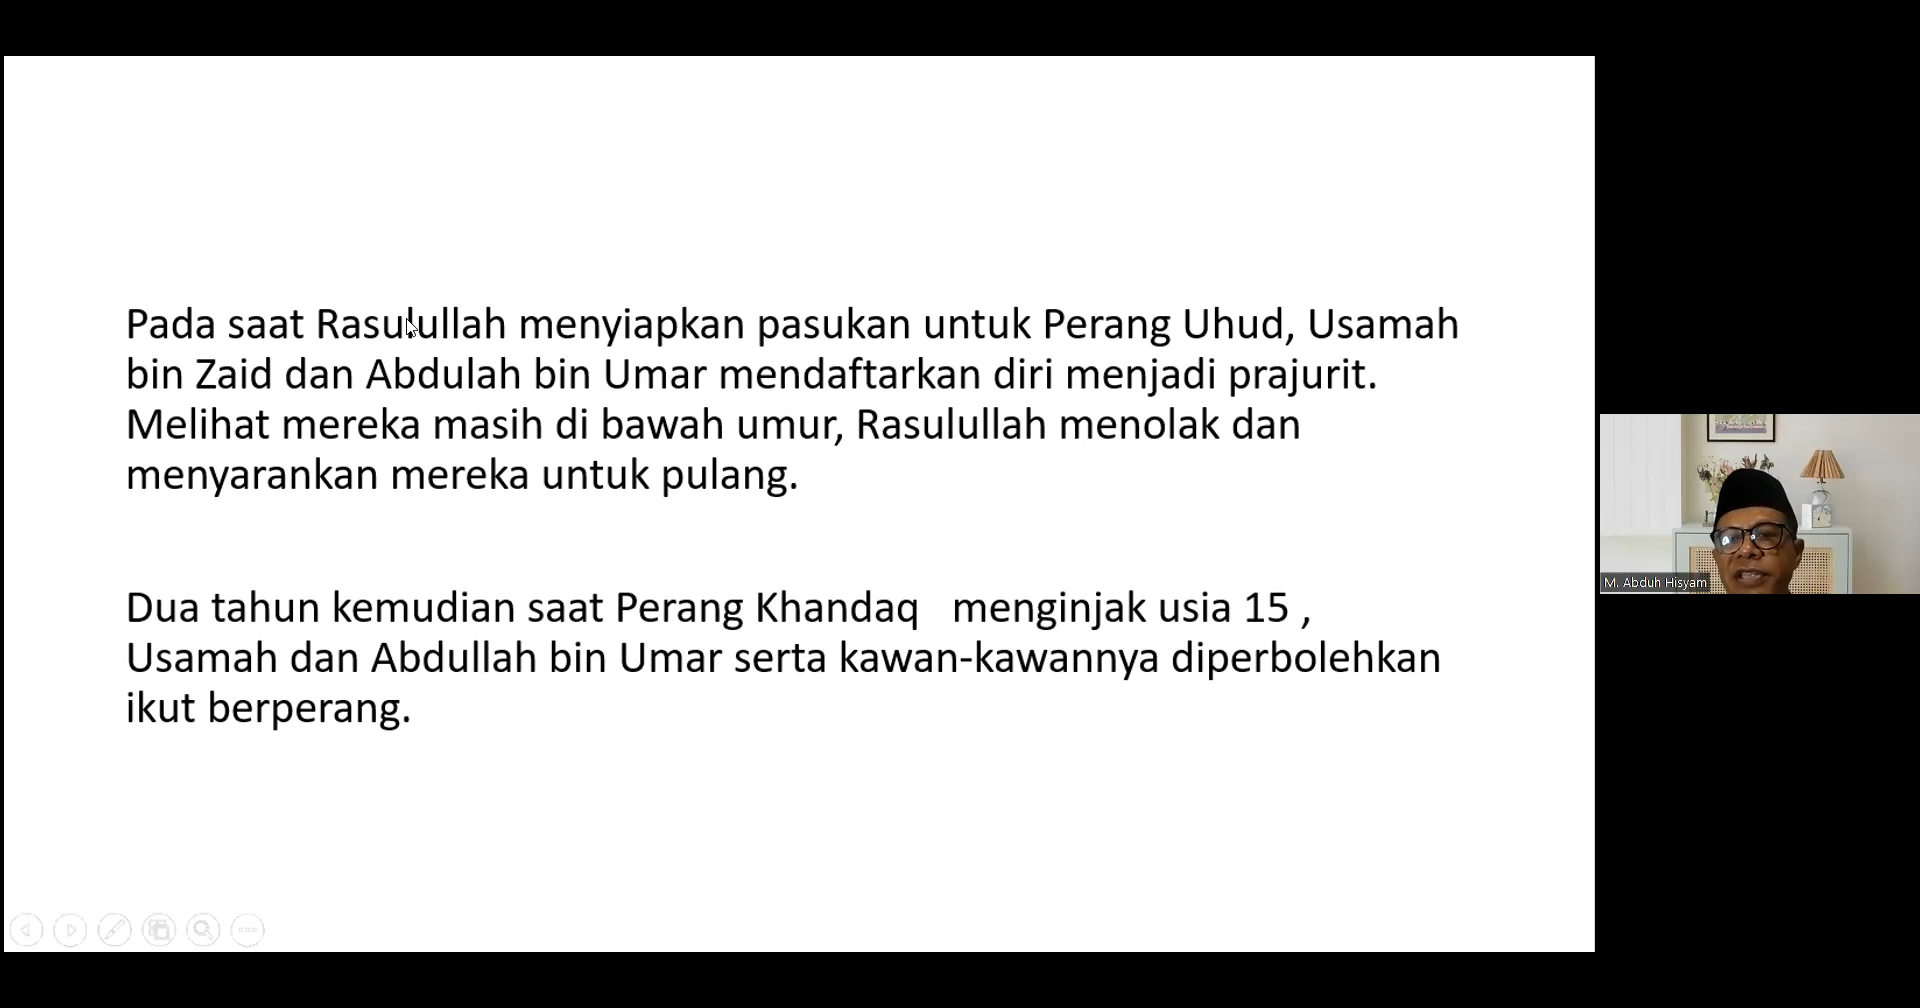 Pada saat Rasulullah menyiapkan pasukan untuk Perang Uhud, Usamah
bin Zaid dan Abdulah bin Umar mendaftarkan diri menjadi prajurit.
Melihat mereka masih di bawah umur, Rasulullah menolak dan
menyarankan mereka untuk pulang.
Dua tahun kemudian saat Perang Khandaq   menginjak usia 15 ,
Usamah dan Abdullah bin Umar serta kawan-kawannya diperbolehkan
ikut berperang.
M. Abduh Hisyam